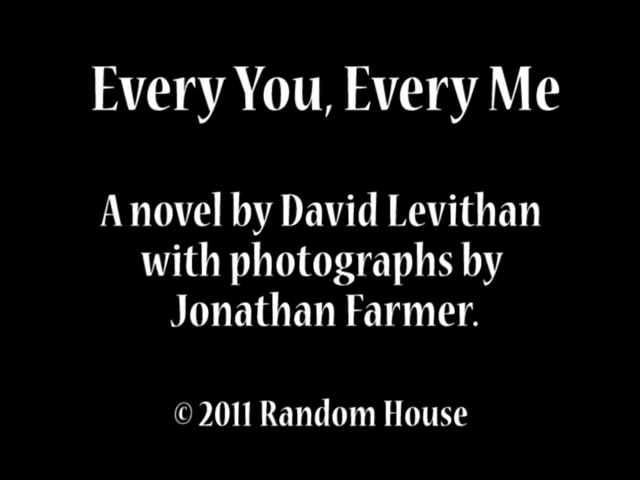 Every You, Every Me
A novel by David Levithan
with photographs by
Jonathan Farmer.
© 2011 Random House